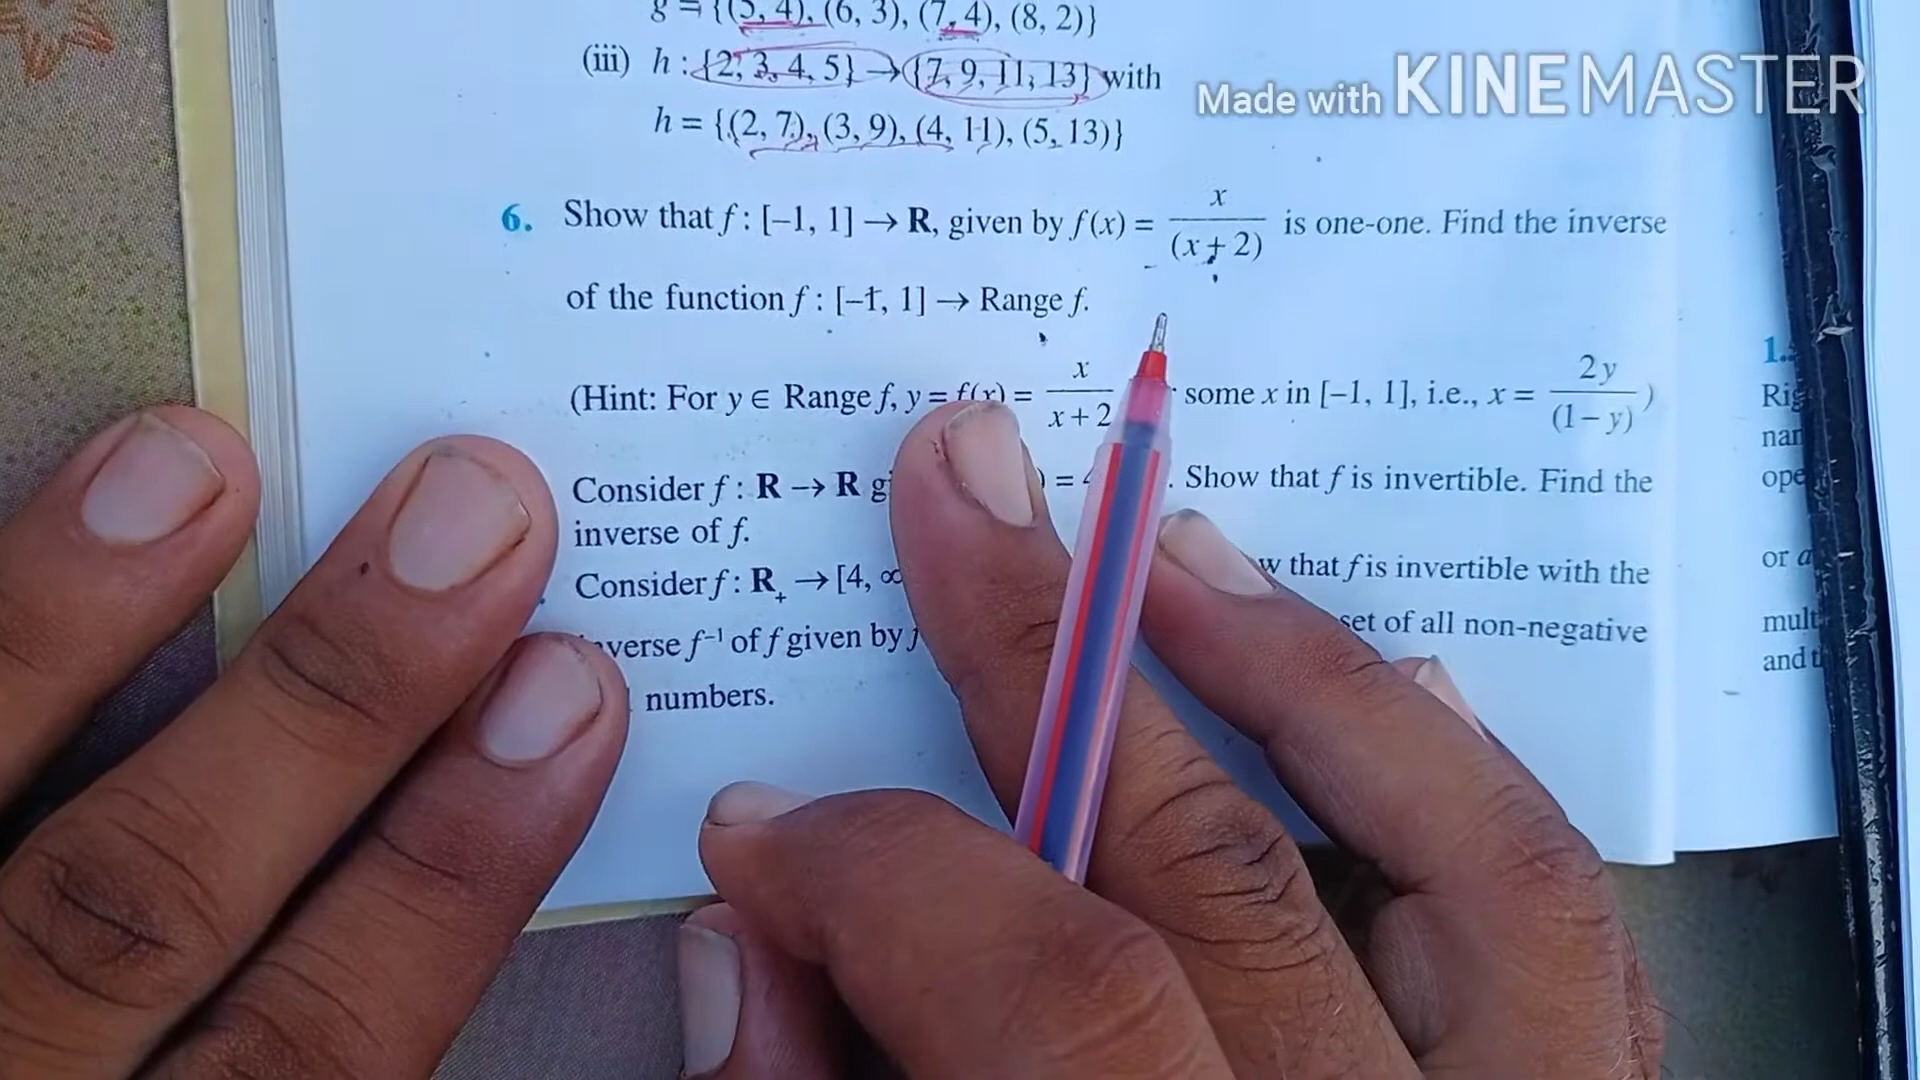 g = {(5, 4), (6, 3), (7, 4), (8, 2)}
(iii) h : {2, 3, 4, 5} → {7, 9, 11, 13} with
Made with KINEMASTER
h = {(2, 7), (3, 9), (4, 11), (5, 13)}
6. Show that f : [–1, 1] → R, given by f(x) = x/(x + 2) is one-one. Find the inverse
of the function f : [–1, 1] → Range f.
(Hint: For y ∈ Range f, y = f(x) = x/(x + 2) some x in [–1, 1], i.e., x = 2y/(1 – y) )
Consider f : R → R = Show that f is invertible. Find the
inverse of f.
Consider f : R₊ → [4, ∞ that f is invertible with the
f⁻¹ of f given by set of all non-negative
numbers.
or